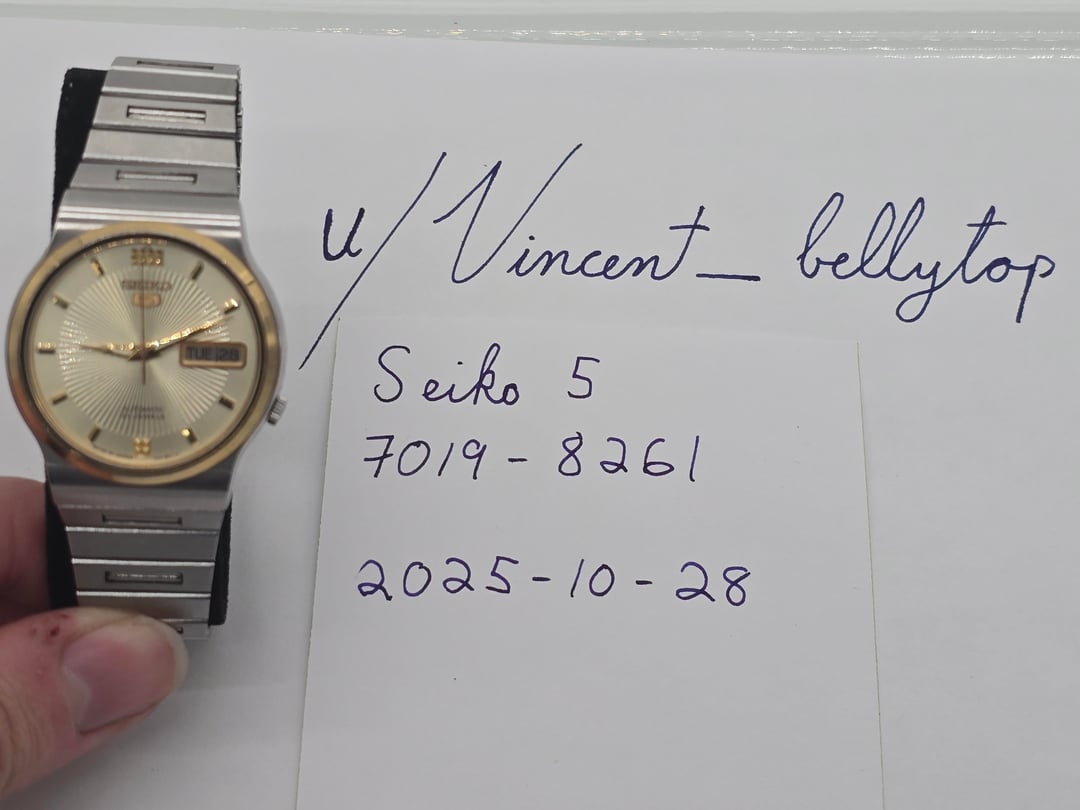 u/Vincent_bellytop
Seiko 5
7019-8261
2025-10-28
SEIKO
5
TUE 28
AUTOMATIC